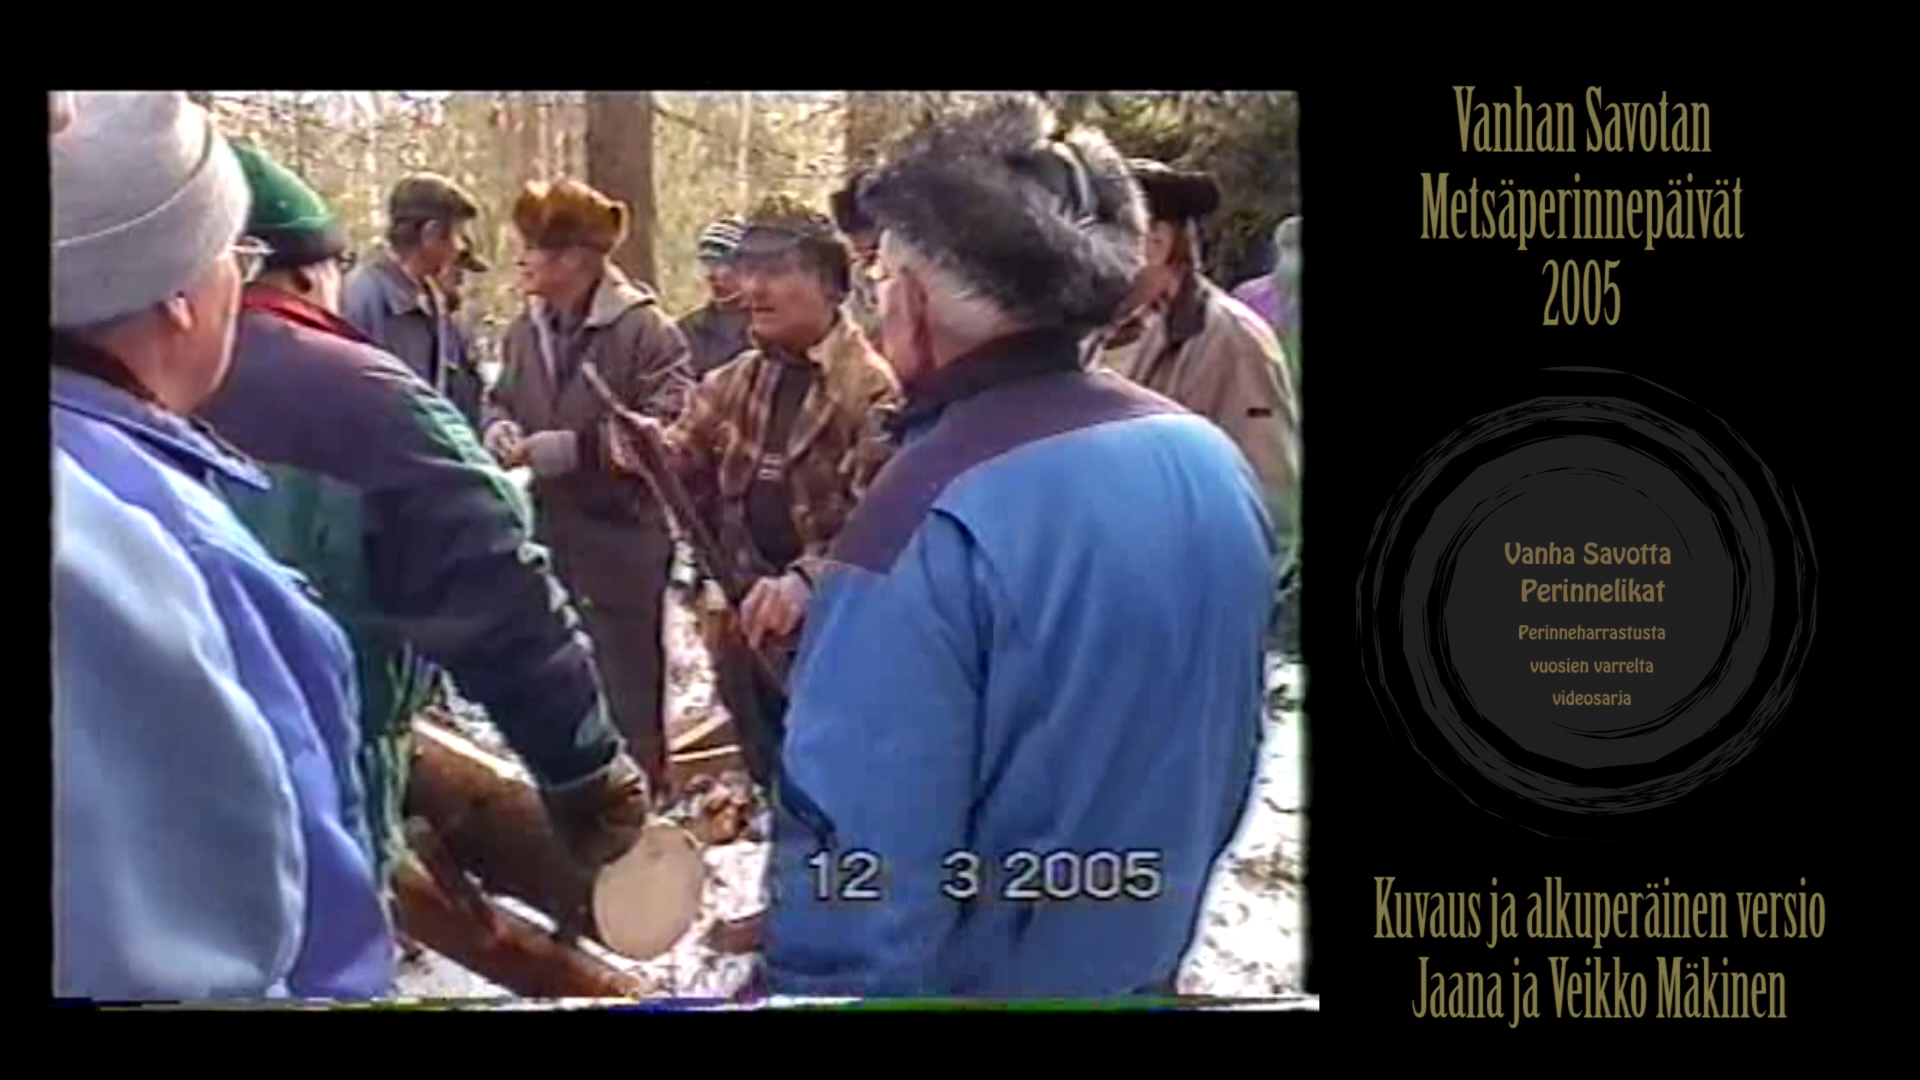 Vanhan Savotan
Metsäperinnepäivät
2005
Vanha Savotta
Perinnelikat
Perinneharrastusta
vuosien varrelta
videosarja
12 3 2005
Kuvaus ja alkuperäinen versio
Jaana ja Veikko Mäkinen